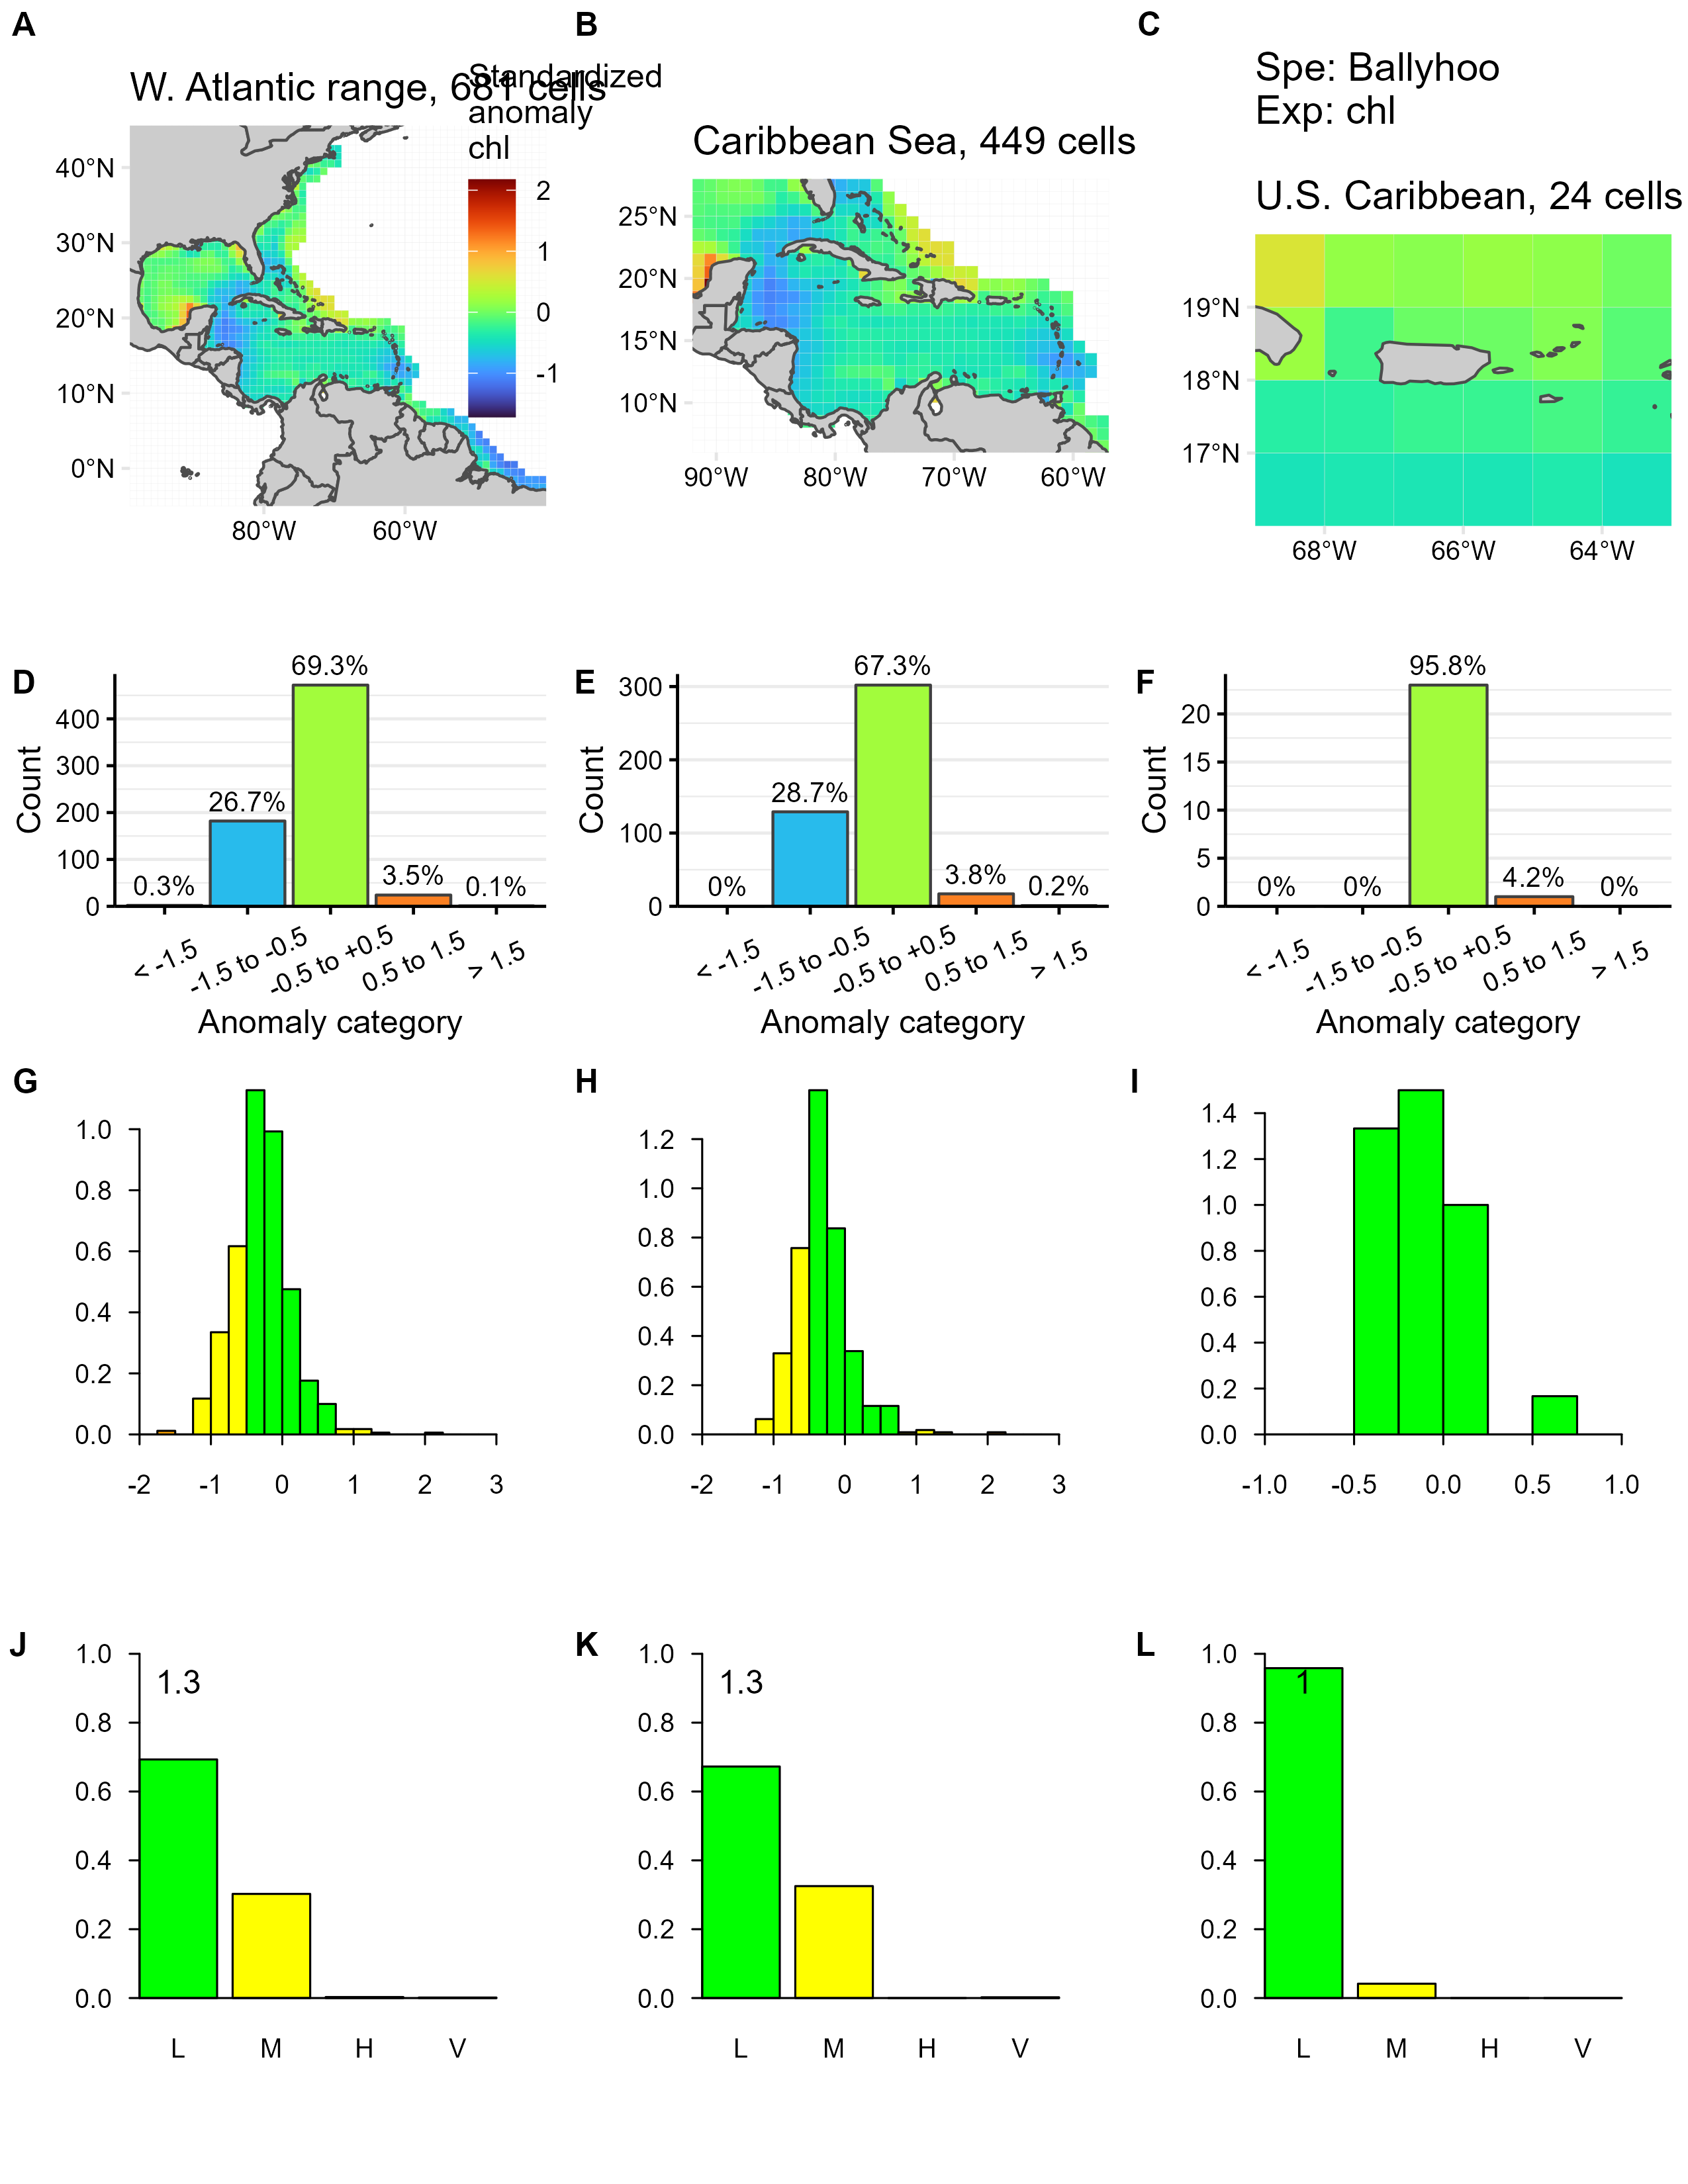 A
B
C
W. Atlantic range, 681 cells
Standardized
anomaly
chl
2
1
0
-1
40°N
30°N
20°N
10°N
0°N
80°W
60°W
Caribbean Sea, 449 cells
25°N
20°N
15°N
10°N
90°W
80°W
70°W
60°W
Spe: Ballyhoo
Exp: chl
U.S. Caribbean, 24 cells
19°N
18°N
17°N
68°W
66°W
64°W
D
Count
400
300
200
100
0
0.3%
26.7%
69.3%
3.5%
0.1%
< -1.5
-1.5 to -0.5
-0.5 to +0.5
0.5 to 1.5
> 1.5
Anomaly category
E
Count
300
200
100
0
0%
28.7%
67.3%
3.8%
0.2%
< -1.5
-1.5 to -0.5
-0.5 to +0.5
0.5 to 1.5
> 1.5
Anomaly category
F
Count
20
15
10
5
0
0%
0%
95.8%
4.2%
0%
< -1.5
-1.5 to -0.5
-0.5 to +0.5
0.5 to 1.5
> 1.5
Anomaly category
G
1.0
0.8
0.6
0.4
0.2
0.0
-2
-1
0
1
2
3
H
1.2
1.0
0.8
0.6
0.4
0.2
0.0
-2
-1
0
1
2
3
I
1.4
1.2
1.0
0.8
0.6
0.4
0.2
0.0
-1.0
-0.5
0.0
0.5
1.0
J
1.0
0.8
0.6
0.4
0.2
0.0
1.3
L
M
H
V
K
1.0
0.8
0.6
0.4
0.2
0.0
1.3
L
M
H
V
L
1.0
0.8
0.6
0.4
0.2
0.0
1
L
M
H
V